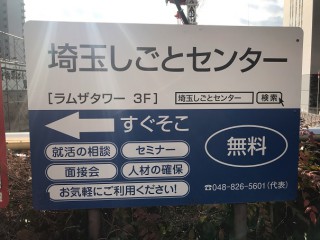 埼玉しごとセンター
[ラムザタワー 3F] 埼玉しごとセンター 検索
すぐそこ
就活の相談 セミナー
面接会 人材の確保
お気軽にご利用ください!
無料
☎048-826-5601(代表)